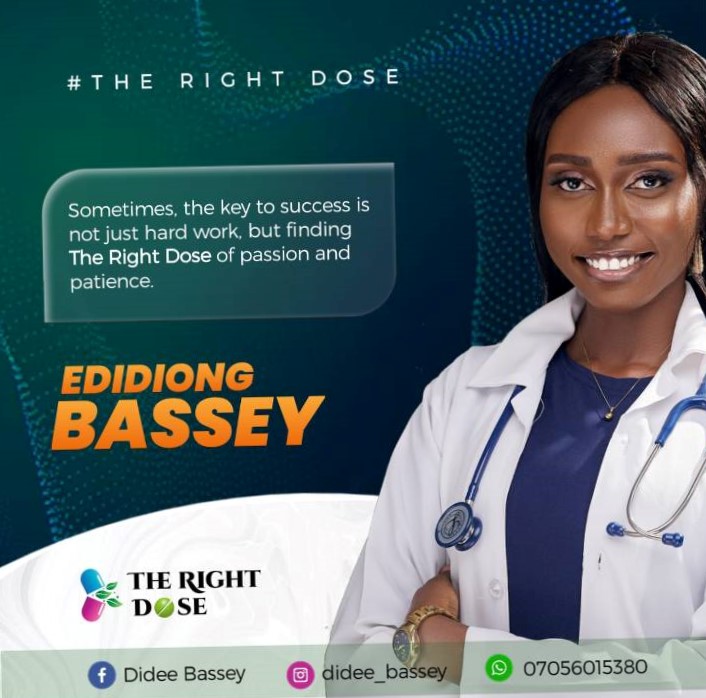 #THE RIGHT DOSE
Sometimes, the key to success is
not just hard work, but finding
The Right Dose of passion and
patience.
EDIDIONG
BASSEY
THE RIGHT
DOSE
Didee Bassey
didee_bassey
07056015380